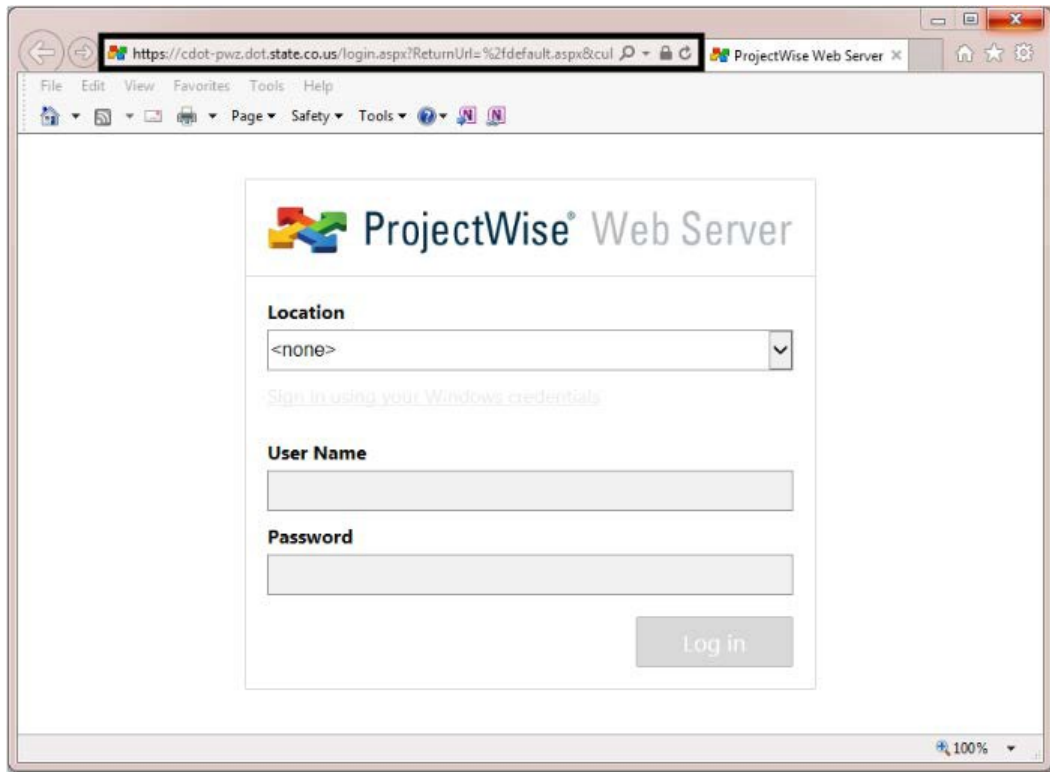 https://cdot-pwz.dot.state.co.us/login.aspx?ReturnUrl=%2fdefault.aspx&cul
ProjectWise Web Server
File Edit View Favorites Tools Help
Page Safety Tools
ProjectWise® Web Server
Location
<none>
Sign in using your Windows credentials
User Name
Password
Log in
100%